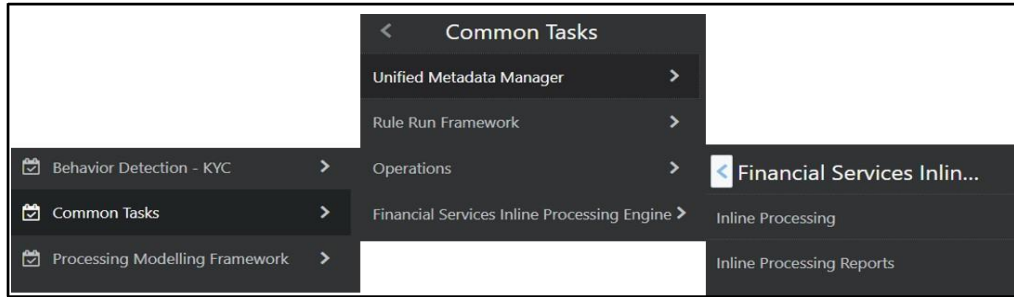 Behavior Detection - KYC
Common Tasks
Processing Modelling Framework
Common Tasks
Unified Metadata Manager
Rule Run Framework
Operations
Financial Services Inline Processing Engine
Financial Services Inlin...
Inline Processing
Inline Processing Reports